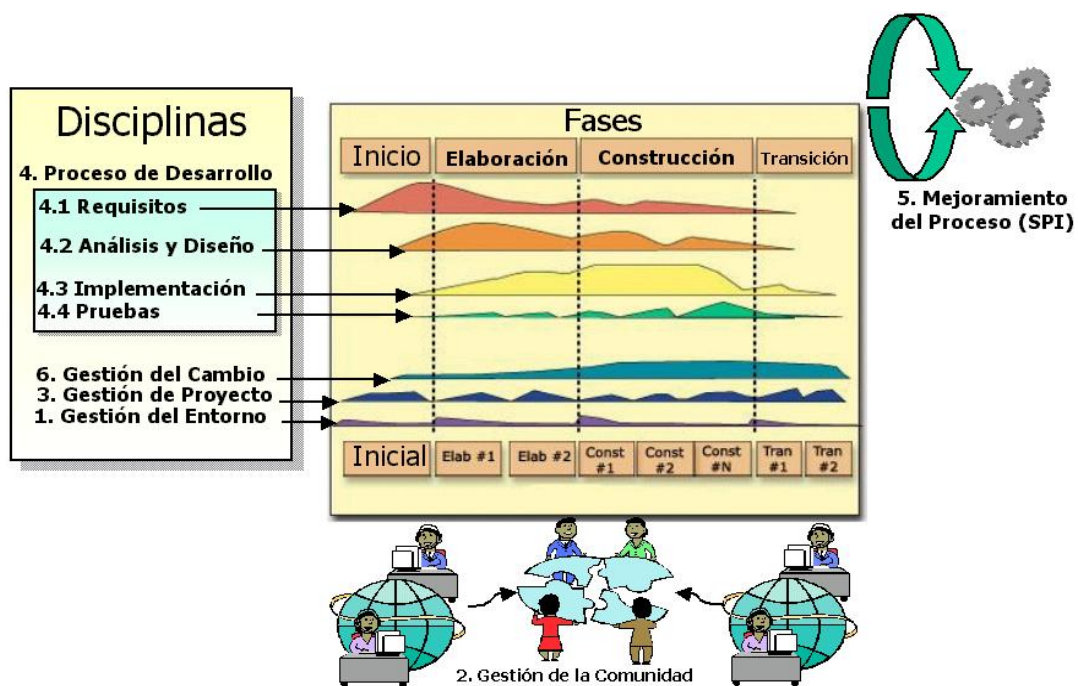 Disciplinas
4. Proceso de Desarrollo
4.1 Requisitos
4.2 Análisis y Diseño
4.3 Implementación
4.4 Pruebas
6. Gestión del Cambio
3. Gestión de Proyecto
1. Gestión del Entorno
Fases
Inicio
Elaboración
Construcción
Transición
Inicial
Elab #1
Elab #2
Const
#1
Const
#2
Const
#N
Tran
#1
Tran
#2
5. Mejoramiento
del Proceso (SPI)
2. Gestión de la Comunidad